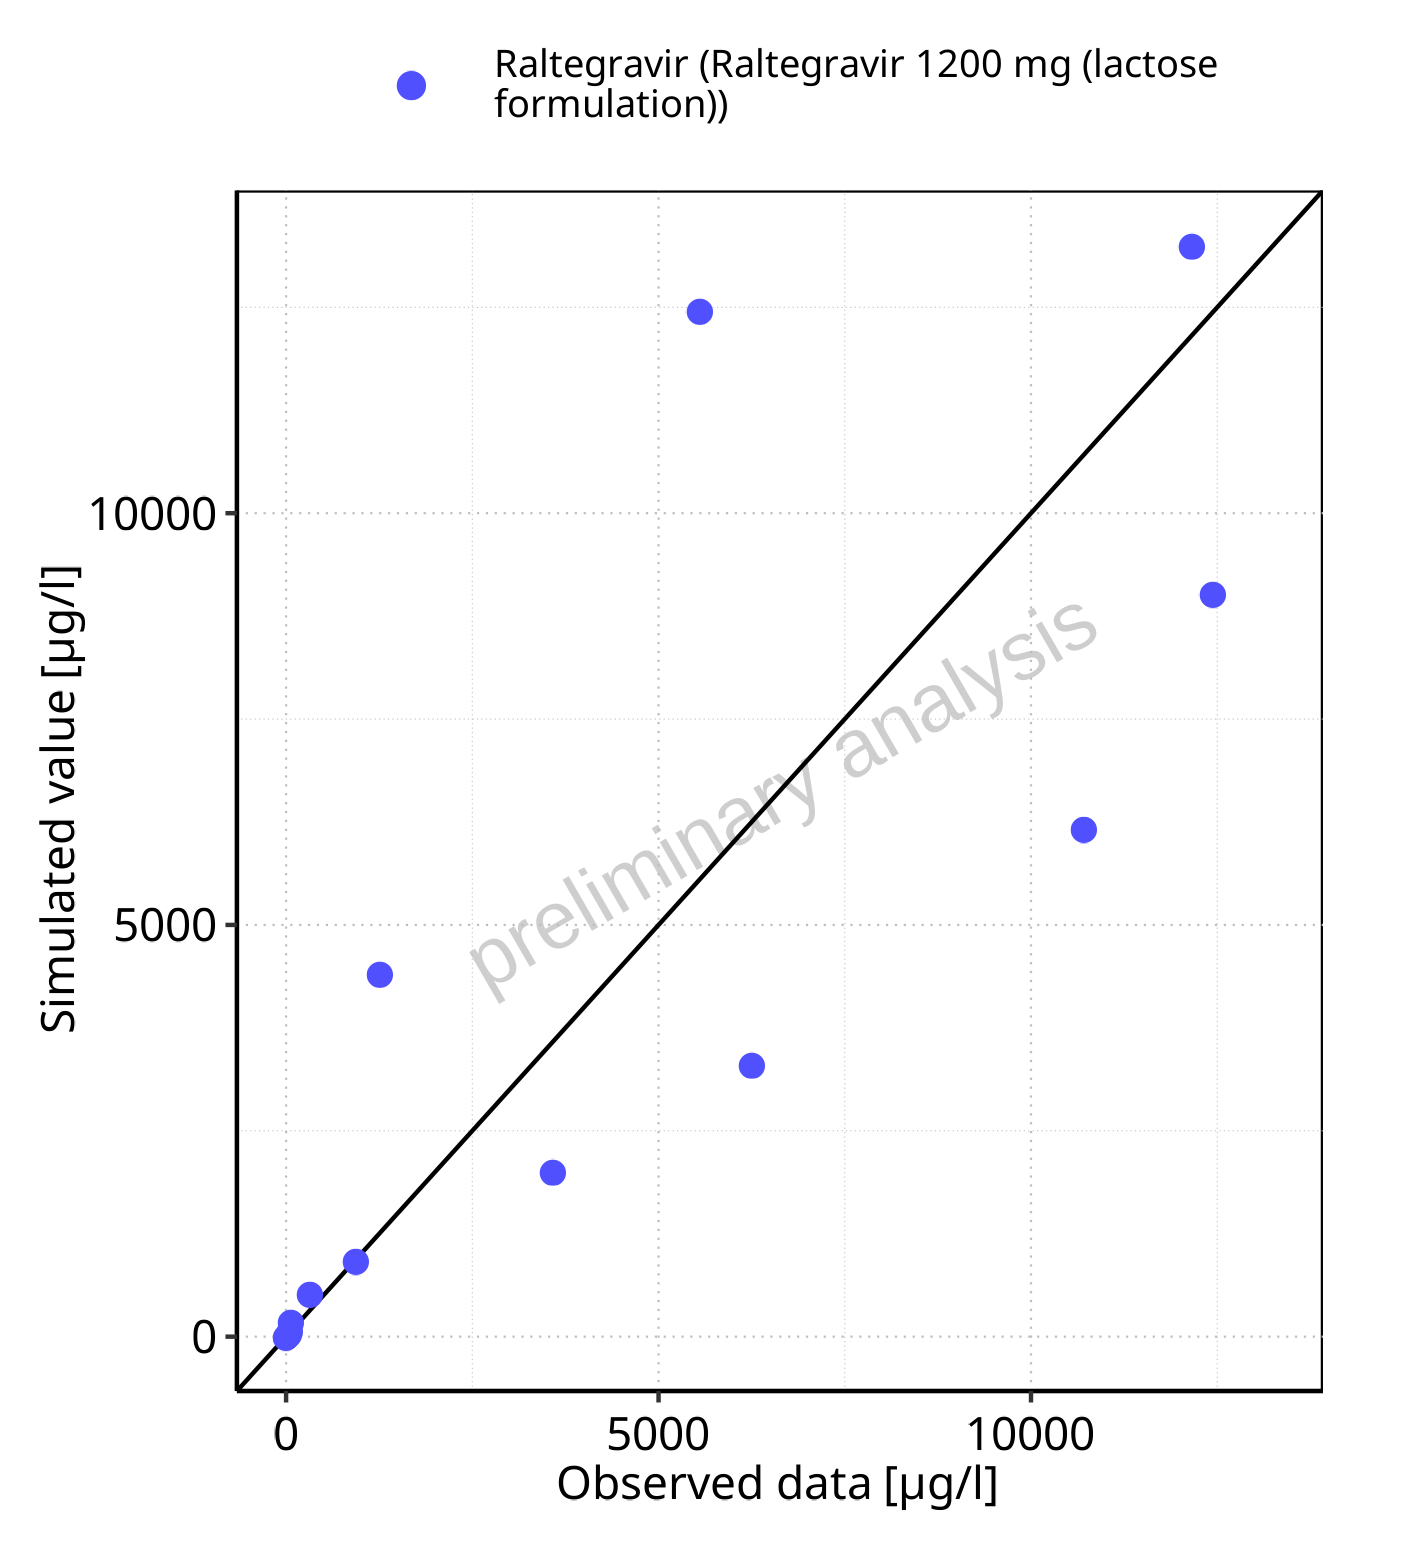 Raltegravir (Raltegravir 1200 mg (lactose
formulation))
10000
5000
0
Simulated value [µg/l]
preliminary analysis
0 5000 10000
Observed data [µg/l]